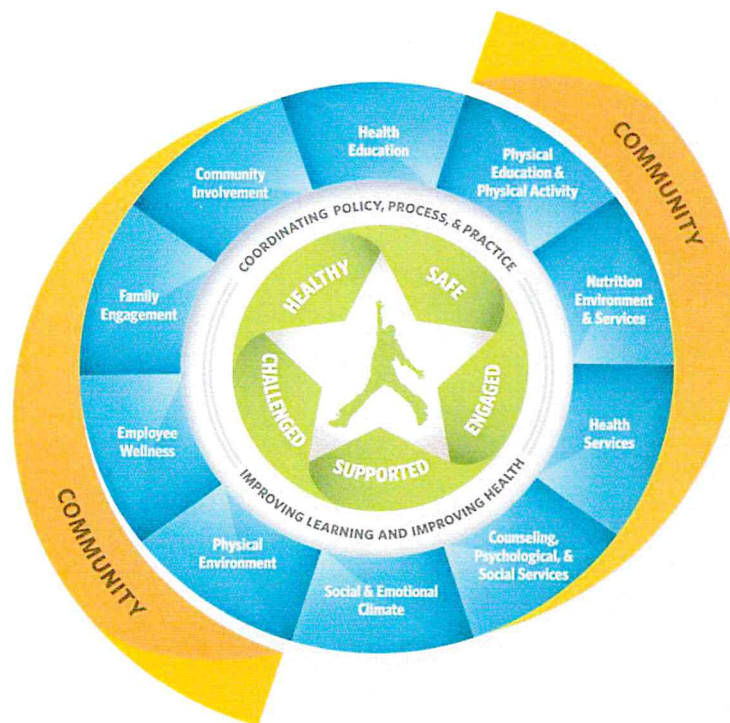 COMMUNITY
Health
Education
Physical
Education &
Physical Activity
Nutrition
Environment
& Services
Health
Services
Counseling,
Psychological, &
Social Services
Social & Emotional
Climate
Physical
Environment
Employee
Wellness
Family
Engagement
Community
Involvement
COORDINATING POLICY, PROCESS, & PRACTICE
IMPROVING LEARNING AND IMPROVING HEALTH
HEALTHY
SAFE
ENGAGED
SUPPORTED
CHALLENGED
COMMUNITY